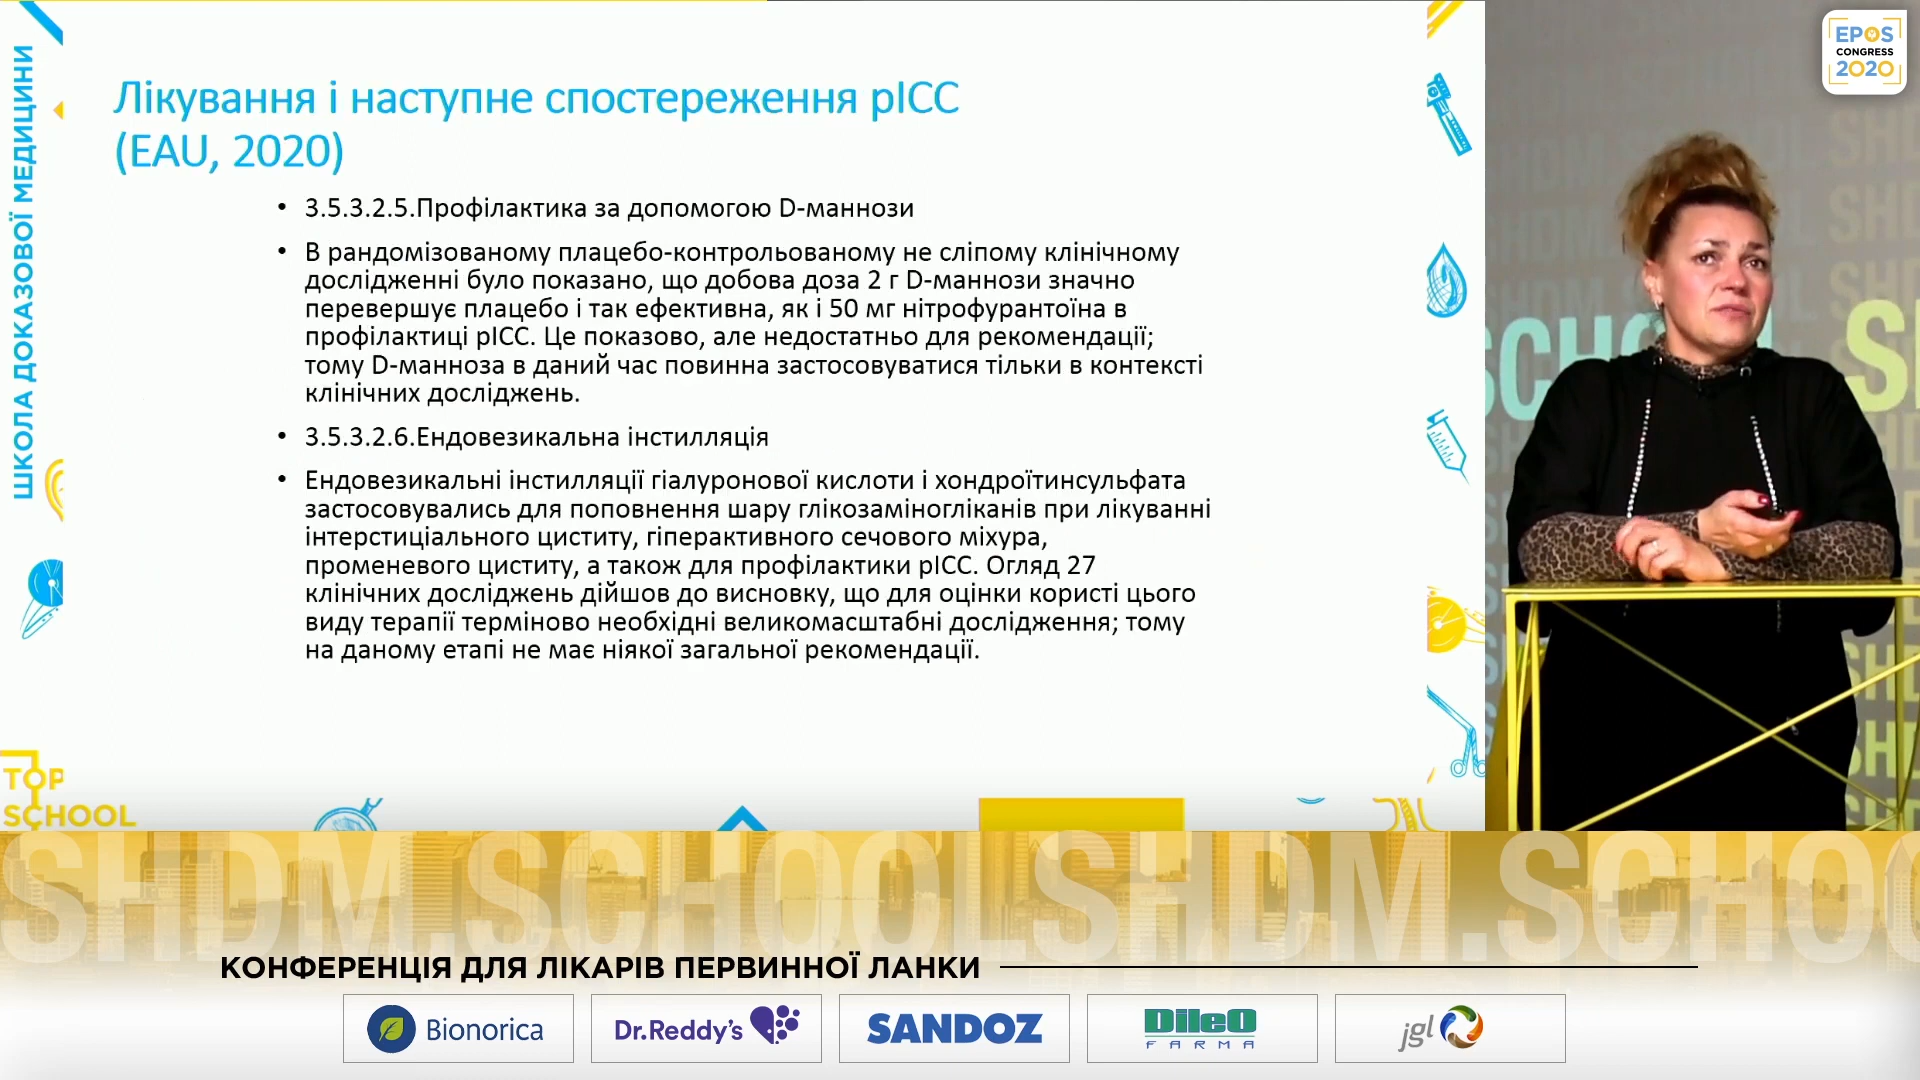 ШКОЛА ДОКАЗОВОЇ МЕДИЦИНИ
Лікування і наступне спостереження рІСС
(EAU, 2020)
• 3.5.3.2.5.Профілактика за допомогою D-маннози
• В рандомізованому плацебо-контрольованому не сліпому клінічному
дослідженні було показано, що добова доза 2 г D-маннози значно
перевершує плацебо і так ефективна, як і 50 мг нітрофурантоїна в
профілактиці рІСС. Це показово, але недостатньо для рекомендації;
тому D-манноза в даний час повинна застосовуватися тільки в контексті
клінічних досліджень.
• 3.5.3.2.6.Ендовезикальна інстилляція
• Ендовезикальні інстилляції гіалуронової кислоти і хондроїтинсульфата
застосовувались для поповнення шару глікозаміногліканів при лікуванні
інтерстиціального циститу, гіперактивного сечового міхура,
променевого циститу, а також для профілактики рІСС. Огляд 27
клінічних досліджень дійшов до висновку, що для оцінки користі цього
виду терапії терміново необхідні великомасштабні дослідження; тому
на даному етапі не має ніякої загальної рекомендації.
TOP
SCHOOL
EPOS
CONGRESS
2020
SHDM.SCHOOLSHDM.SCHOO
КОНФЕРЕНЦІЯ ДЛЯ ЛІКАРІВ ПЕРВИННОЇ ЛАНКИ
Bionorica
Dr.Reddy's
SANDOZ
DileO
FARMA
jgl